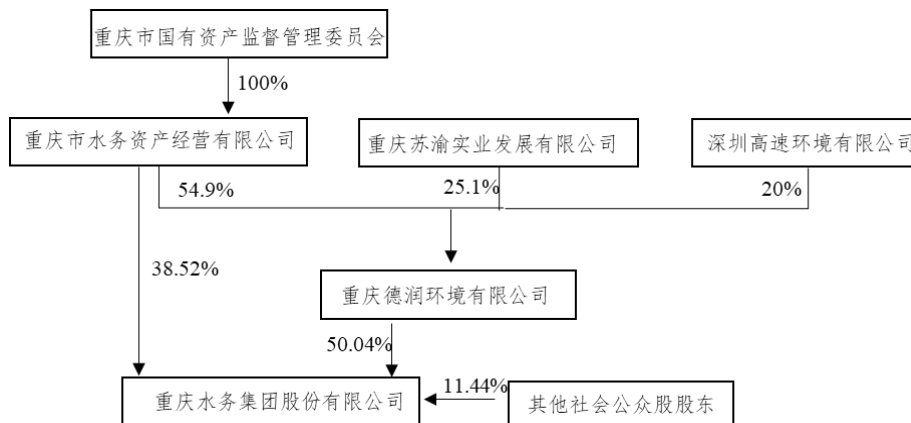 重庆市国有资产监督管理委员会
100%
重庆市水务资产经营有限公司
重庆苏渝实业发展有限公司
深圳高速环境有限公司
54.9%
25.1%
20%
38.52%
重庆德润环境有限公司
50.04%
重庆水务集团股份有限公司
11.44%
其他社会公众股股东